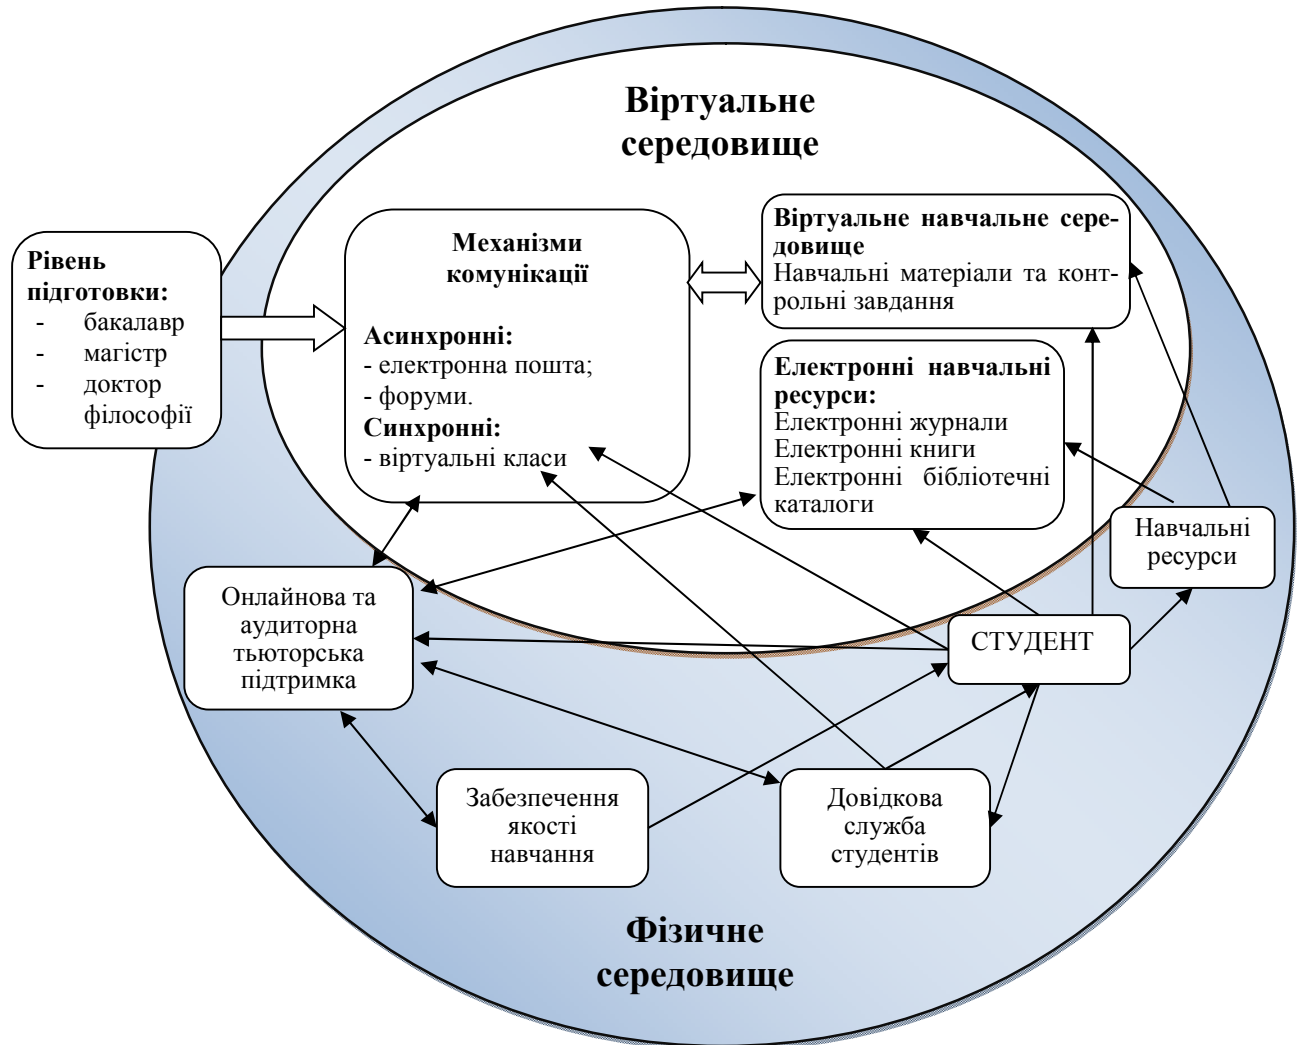 Віртуальне
середовище
Рівень
підготовки:
- бакалавр
- магістр
- доктор
філософії
Механізми
комунікації
Асинхронні:
- електронна пошта;
- форуми.
Синхронні:
- віртуальні класи
Віртуальне навчальне сере-
довище
Навчальні матеріали та конт-
рольні завдання
Електронні навчальні
ресурси:
Електронні журнали
Електронні книги
Електронні бібліотечні
каталоги
Навчальні
ресурси
Онлайнова та
аудиторна
тьюторська
підтримка
СТУДЕНТ
Забезпечення
якості
навчання
Довідкова
служба
студентів
Фізичне
середовище